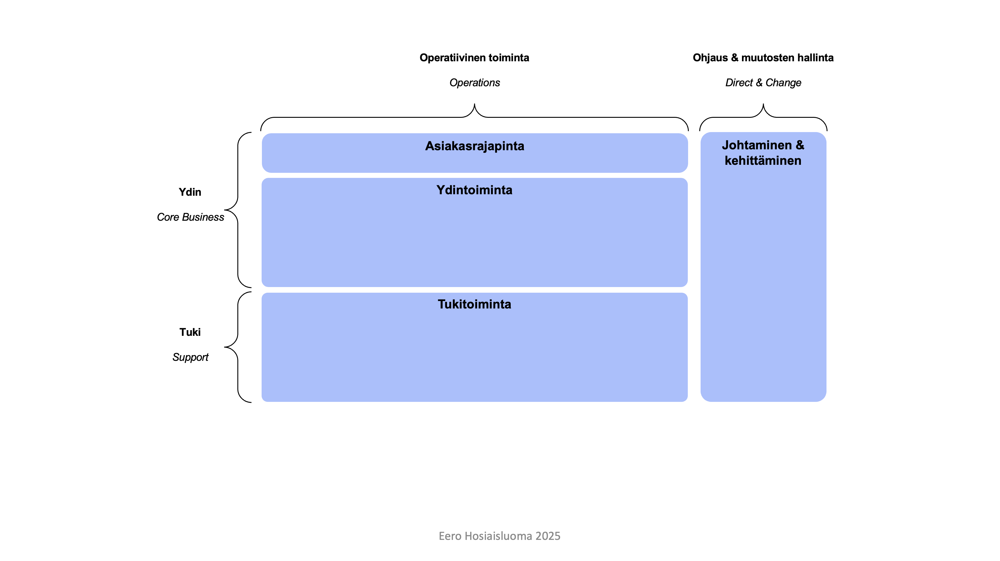 Operatiivinen toiminta
Operations
Ohjaus & muutosten hallinta
Direct & Change
Asiakasrajapinta
Johtaminen &
kehittäminen
Ydintoiminta
Ydin
Core Business
Tukitoiminta
Tuki
Support
Eero Hosiaisluoma 2025